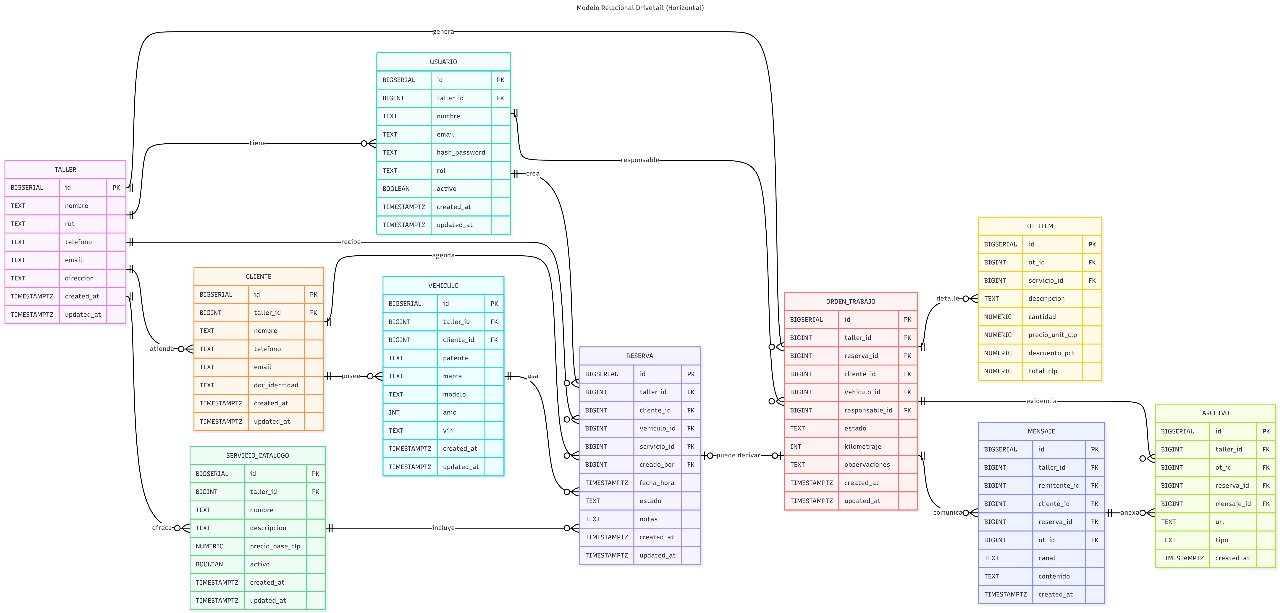 Modelo Relacional Drivetail (Horizontal)
genera
USUARIO
BIGSERIAL id PK
BIGINT taller_id FK
TEXT nombre
TEXT email
TEXT hash_password
TEXT rol
BOOLEAN activo
TIMESTAMPTZ created_at
TIMESTAMPTZ updated_at
tiene
responsable
crea
TALLER
BIGSERIAL id PK
TEXT nombre
TEXT rut
TEXT telefono
TEXT email
TEXT direccion
TIMESTAMPTZ created_at
TIMESTAMPTZ updated_at
recibe
agenda
CLIENTE
BIGSERIAL id PK
BIGINT taller_id FK
TEXT nombre
TEXT telefono
TEXT email
TEXT doc_identidad
TIMESTAMPTZ created_at
TIMESTAMPTZ updated_at
atiende
posee
VEHICULO
BIGSERIAL id PK
BIGINT taller_id FK
BIGINT cliente_id FK
TEXT patente
TEXT marca
TEXT modelo
INT anio
TEXT vin
TIMESTAMPTZ created_at
TIMESTAMPTZ updated_at
usa
SERVICIO_CATALOGO
BIGSERIAL id PK
BIGINT taller_id FK
TEXT nombre
TEXT descripcion
NUMERIC precio_base_clp
BOOLEAN activo
TIMESTAMPTZ created_at
TIMESTAMPTZ updated_at
ofrece
incluye
RESERVA
BIGSERIAL id PK
BIGINT taller_id FK
BIGINT cliente_id FK
BIGINT vehiculo_id FK
BIGINT servicio_id FK
BIGINT creado_por FK
TIMESTAMPTZ fecha_hora
TEXT estado
TEXT notas
TIMESTAMPTZ created_at
TIMESTAMPTZ updated_at
puede derivar
ORDEN_TRABAJO
BIGSERIAL id PK
BIGINT taller_id FK
BIGINT reserva_id FK
BIGINT cliente_id FK
BIGINT vehiculo_id FK
BIGINT responsable_id FK
TEXT estado
INT kilometraje
TEXT observaciones
TIMESTAMPTZ created_at
TIMESTAMPTZ updated_at
detalle
OT_ITEM
BIGSERIAL id PK
BIGINT ot_id FK
BIGINT servicio_id FK
TEXT descripcion
NUMERIC cantidad
NUMERIC precio_unit_clp
NUMERIC descuento_pct
NUMERIC total_clp
evidencia
comunica
MENSAJE
BIGSERIAL id PK
BIGINT taller_id FK
BIGINT remitente_id FK
BIGINT cliente_id FK
BIGINT reserva_id FK
BIGINT ot_id FK
TEXT canal
TEXT contenido
TIMESTAMPTZ created_at
anexa
ARCHIVO
BIGSERIAL id PK
BIGINT taller_id FK
BIGINT ot_id FK
BIGINT reserva_id FK
BIGINT mensaje_id FK
TEXT url
TEXT tipo
TIMESTAMPTZ created_at